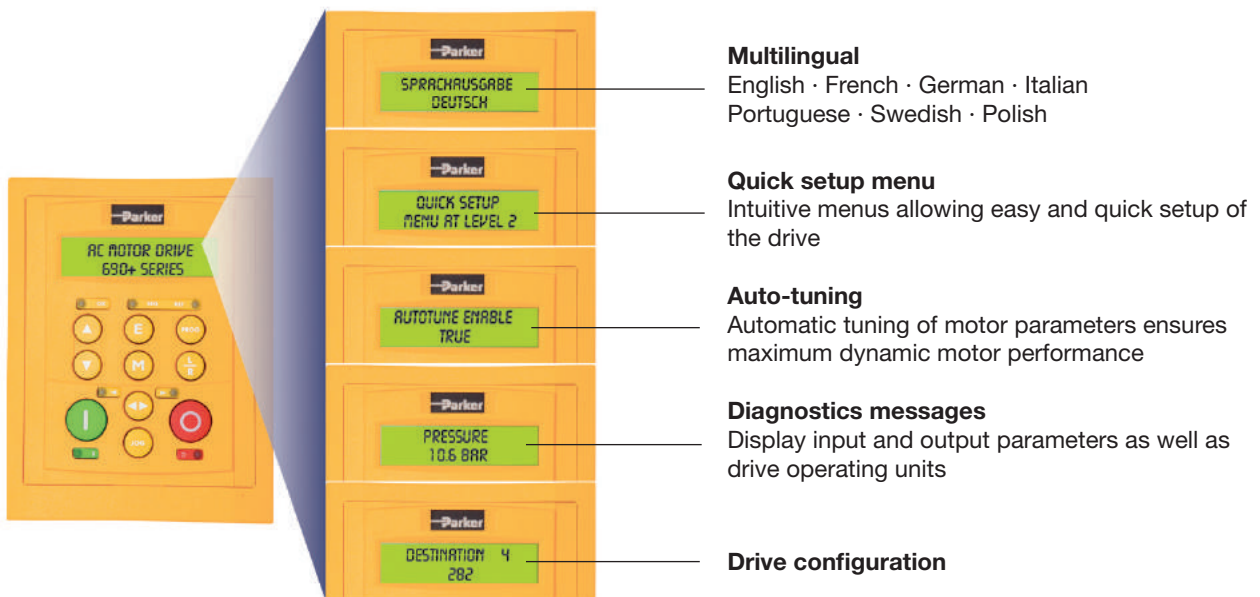 Parker
AC MOTOR DRIVE
690+ SERIES
E
PROG
M
L
R
JOG
Parker
SPRACHAUSGABE
DEUTSCH
Parker
QUICK SETUP
MENU AT LEVEL 2
Parker
AUTOTUNE ENABLE
TRUE
Parker
PRESSURE
10.6 BAR
Parker
DESTINATION 4
282
Multilingual
English · French · German · Italian
Portuguese · Swedish · Polish
Quick setup menu
Intuitive menus allowing easy and quick setup of
the drive
Auto-tuning
Automatic tuning of motor parameters ensures
maximum dynamic motor performance
Diagnostics messages
Display input and output parameters as well as
drive operating units
Drive configuration